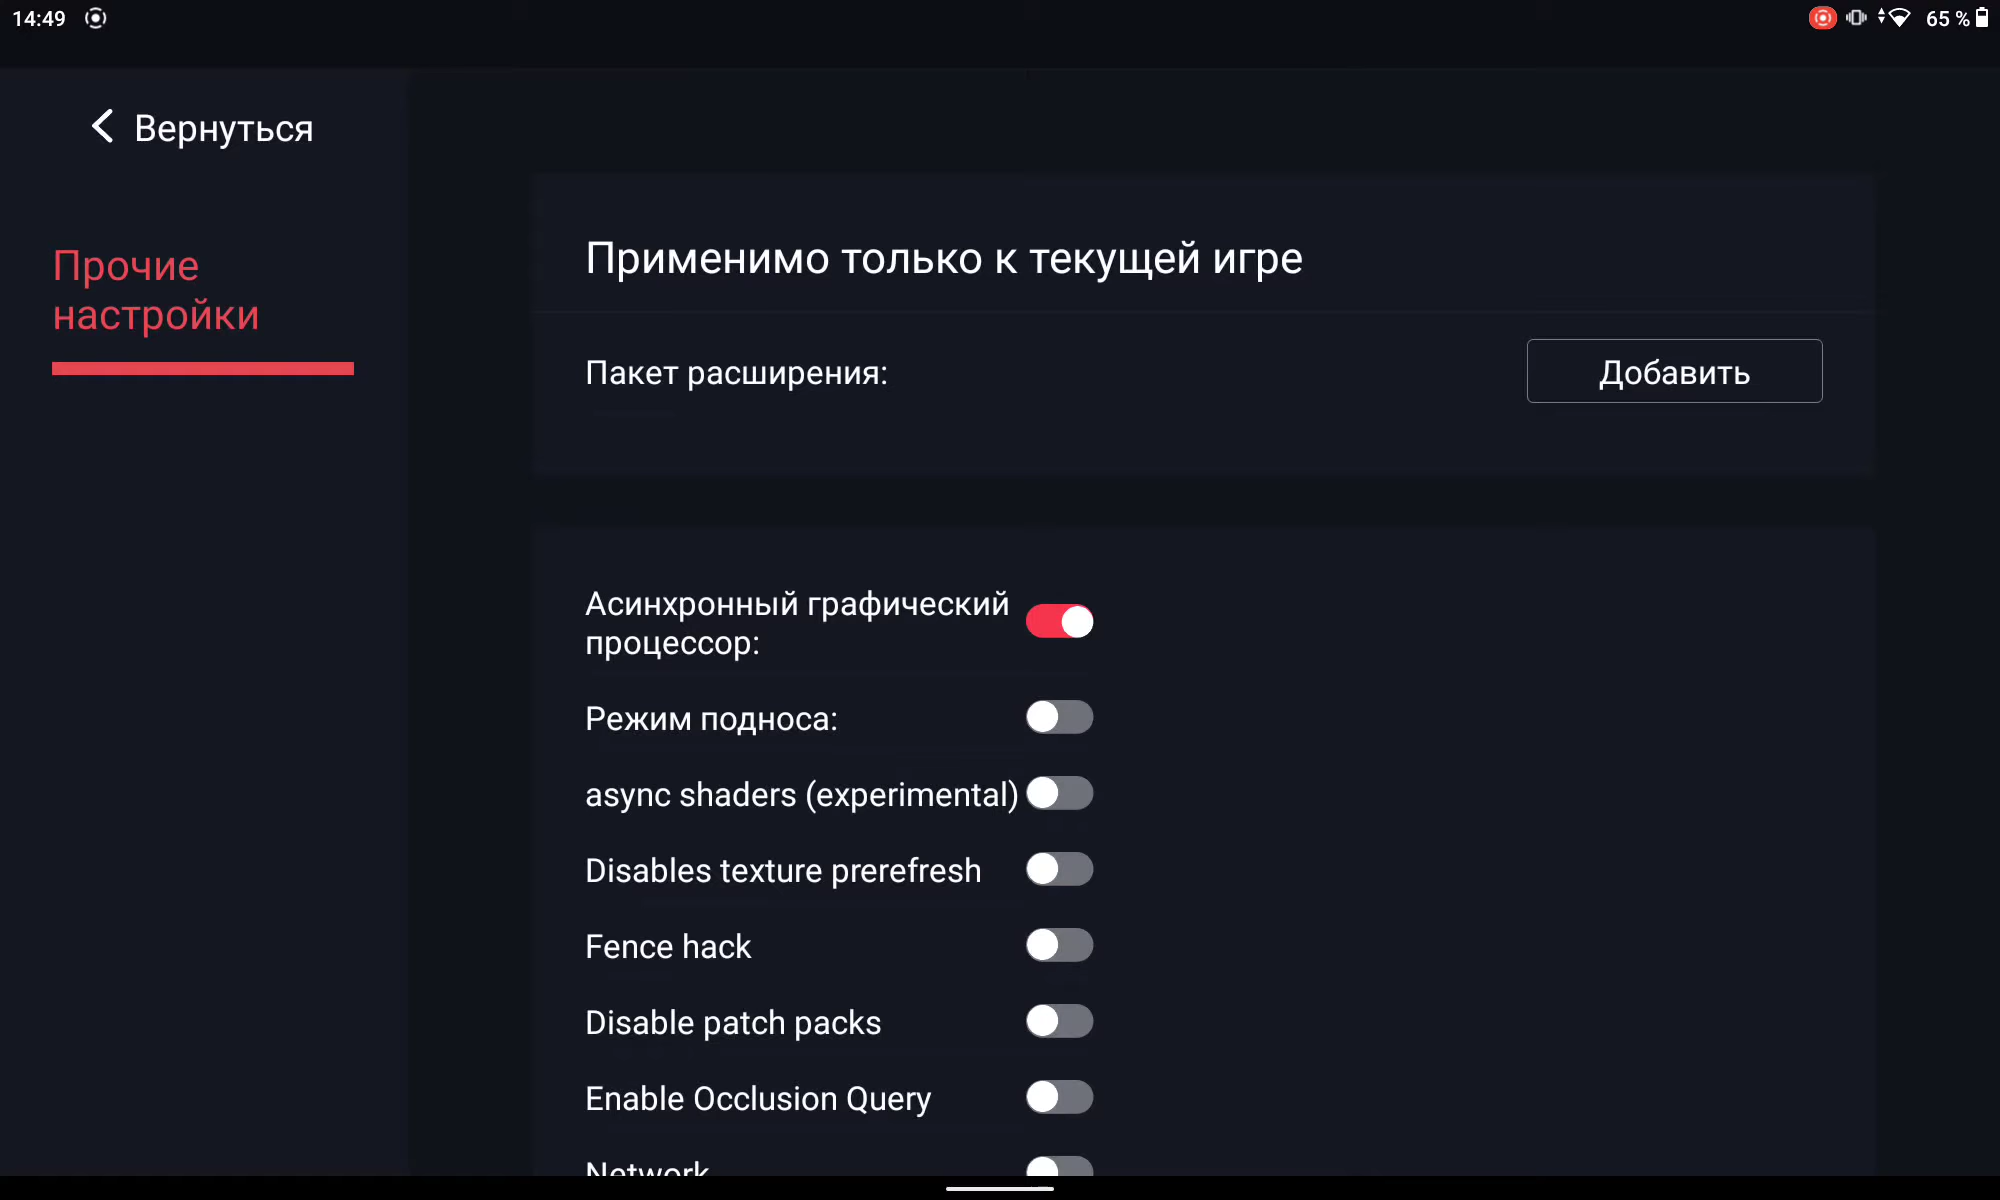 14:49
65 %
Вернуться
Прочие
настройки
Применимо только к текущей игре
Пакет расширения:
Добавить
Асинхронный графический
процессор:
Режим подноса:
async shaders (experimental)
Disables texture prerefresh
Fence hack
Disable patch packs
Enable Occlusion Query
Network